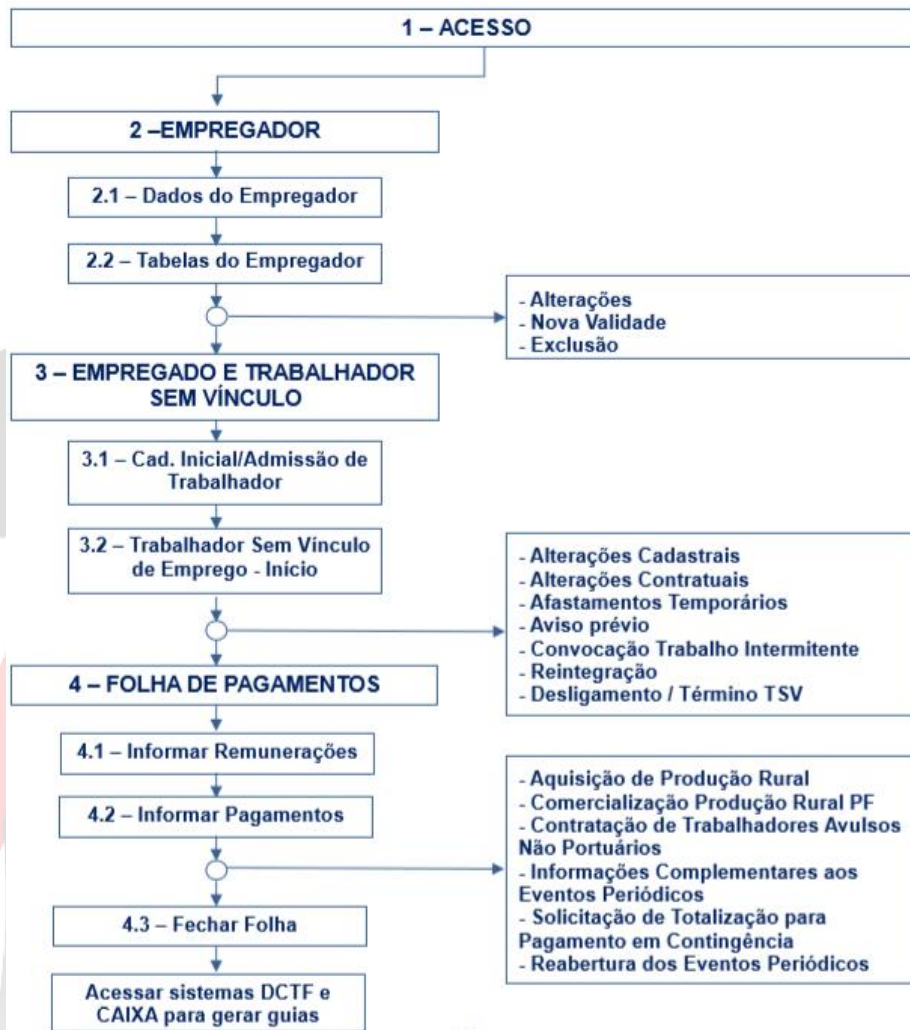 1 – ACESSO
2 –EMPREGADOR
2.1 – Dados do Empregador
2.2 – Tabelas do Empregador
- Alterações
- Nova Validade
- Exclusão
3 – EMPREGADO E TRABALHADOR
SEM VÍNCULO
3.1 – Cad. Inicial/Admissão de
Trabalhador
3.2 – Trabalhador Sem Vínculo
de Emprego - Início
- Alterações Cadastrais
- Alterações Contratuais
- Afastamentos Temporários
- Aviso prévio
- Convocação Trabalho Intermitente
- Reintegração
- Desligamento / Término TSV
4 – FOLHA DE PAGAMENTOS
4.1 – Informar Remunerações
4.2 – Informar Pagamentos
- Aquisição de Produção Rural
- Comercialização Produção Rural PF
- Contratação de Trabalhadores Avulsos
Não Portuários
- Informações Complementares aos
Eventos Periódicos
- Solicitação de Totalização para
Pagamento em Contingência
- Reabertura dos Eventos Periódicos
4.3 – Fechar Folha
Acessar sistemas DCTF e
CAIXA para gerar guias